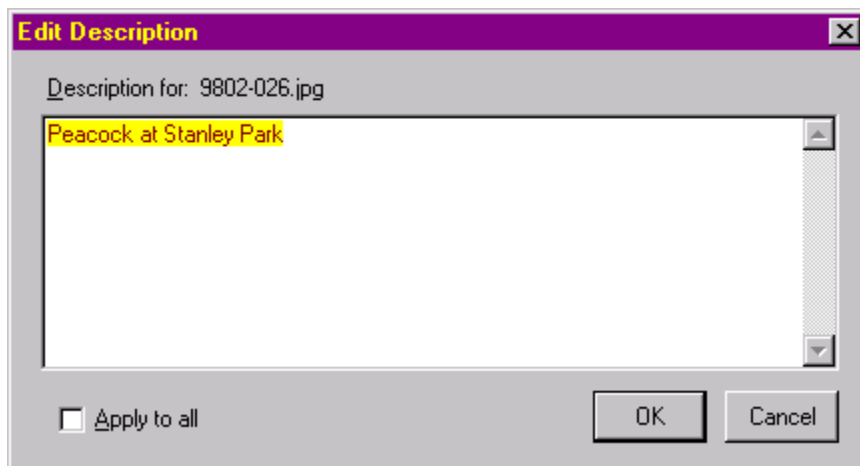 Edit Description
Description for: 9802-026.jpg
Peacock at Stanley Park
Apply to all
OK
Cancel